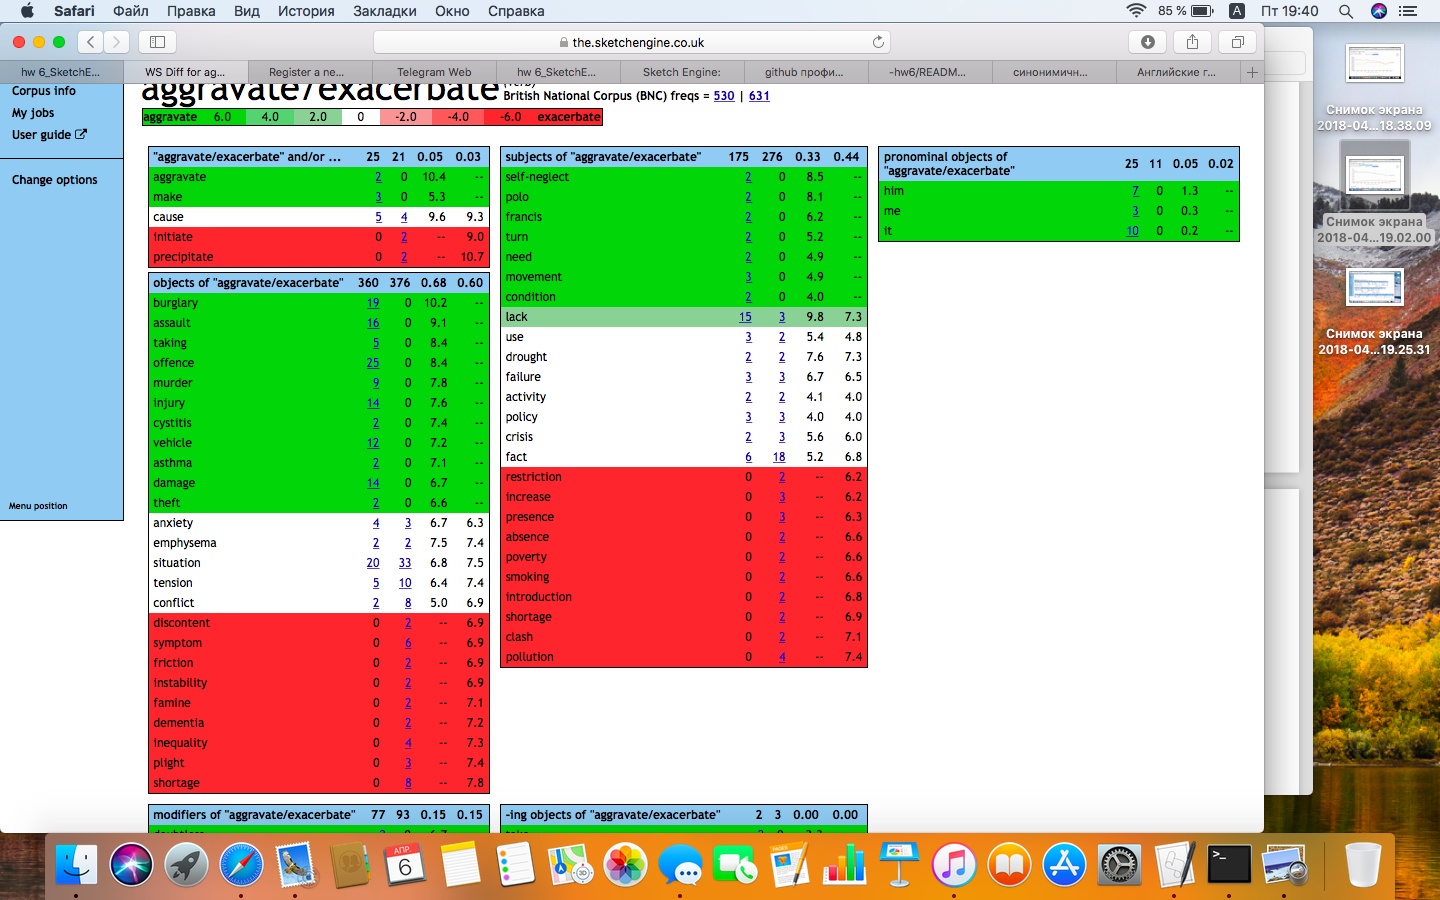 Safari Файл Правка Вид История Закладки Окно Справка 85 % A Пт 19:40
the.sketchengine.co.uk
hw 6_SketchE... WS Diff for ag... Register a ne... Telegram Web hw 6_SketchE... Sketch Engine: github профи... -hw6/READM... синонимичн... Английские г...
Corpus info
My jobs
User guide
Change options
Menu position
aggravate/exacerbate
British National Corpus (BNC) freqs = 530 | 631
aggravate 6.0 4.0 2.0 0 -2.0 -4.0 -6.0 exacerbate
"aggravate/exacerbate" and/or ... 25 21 0.05 0.03
aggravate 2 0 10.4 --
make 3 0 5.3 --
cause 5 4 9.6 9.3
initiate 0 2 -- 9.0
precipitate 0 2 -- 10.7
objects of "aggravate/exacerbate" 360 376 0.68 0.60
burglary 19 0 10.2 --
assault 16 0 9.1 --
taking 5 0 8.4 --
offence 25 0 8.4 --
murder 9 0 7.8 --
injury 14 0 7.6 --
cystitis 2 0 7.4 --
vehicle 12 0 7.2 --
asthma 2 0 7.1 --
damage 14 0 6.7 --
theft 2 0 6.6 --
anxiety 4 3 6.7 6.3
emphysema 2 2 7.5 7.4
situation 20 33 6.8 7.5
tension 5 10 6.4 7.4
conflict 2 8 5.0 6.9
discontent 0 2 -- 6.9
symptom 0 6 -- 6.9
friction 0 2 -- 6.9
instability 0 2 -- 6.9
famine 0 2 -- 7.1
dementia 0 2 -- 7.2
inequality 0 4 -- 7.3
plight 0 3 -- 7.4
shortage 0 8 -- 7.8
modifiers of "aggravate/exacerbate" 77 93 0.15 0.15
subjects of "aggravate/exacerbate" 175 276 0.33 0.44
self-neglect 2 0 8.5 --
polo 2 0 8.1 --
francis 2 0 6.2 --
turn 2 0 5.2 --
need 2 0 4.9 --
movement 3 0 4.9 --
condition 2 0 4.0 --
lack 15 3 9.8 7.3
use 3 2 5.4 4.8
drought 2 2 7.6 7.3
failure 3 3 6.7 6.5
activity 2 2 4.1 4.0
policy 3 3 4.0 4.0
crisis 2 3 5.6 6.0
fact 6 18 5.2 6.8
restriction 0 2 -- 6.2
increase 0 3 -- 6.2
presence 0 3 -- 6.3
absence 0 2 -- 6.6
poverty 0 2 -- 6.6
smoking 0 2 -- 6.6
introduction 0 2 -- 6.8
shortage 0 2 -- 6.9
clash 0 2 -- 7.1
pollution 0 4 -- 7.4
-ing objects of "aggravate/exacerbate" 2 3 0.00 0.00
pronominal objects of
"aggravate/exacerbate" 25 11 0.05 0.02
him 7 0 1.3 --
me 3 0 0.3 --
it 10 0 0.2 --
Снимок экрана
2018-04...18.38.09
Снимок экрана
2018-04...19.02.00
Снимок экрана
2018-04...19.25.31
АПР.
6